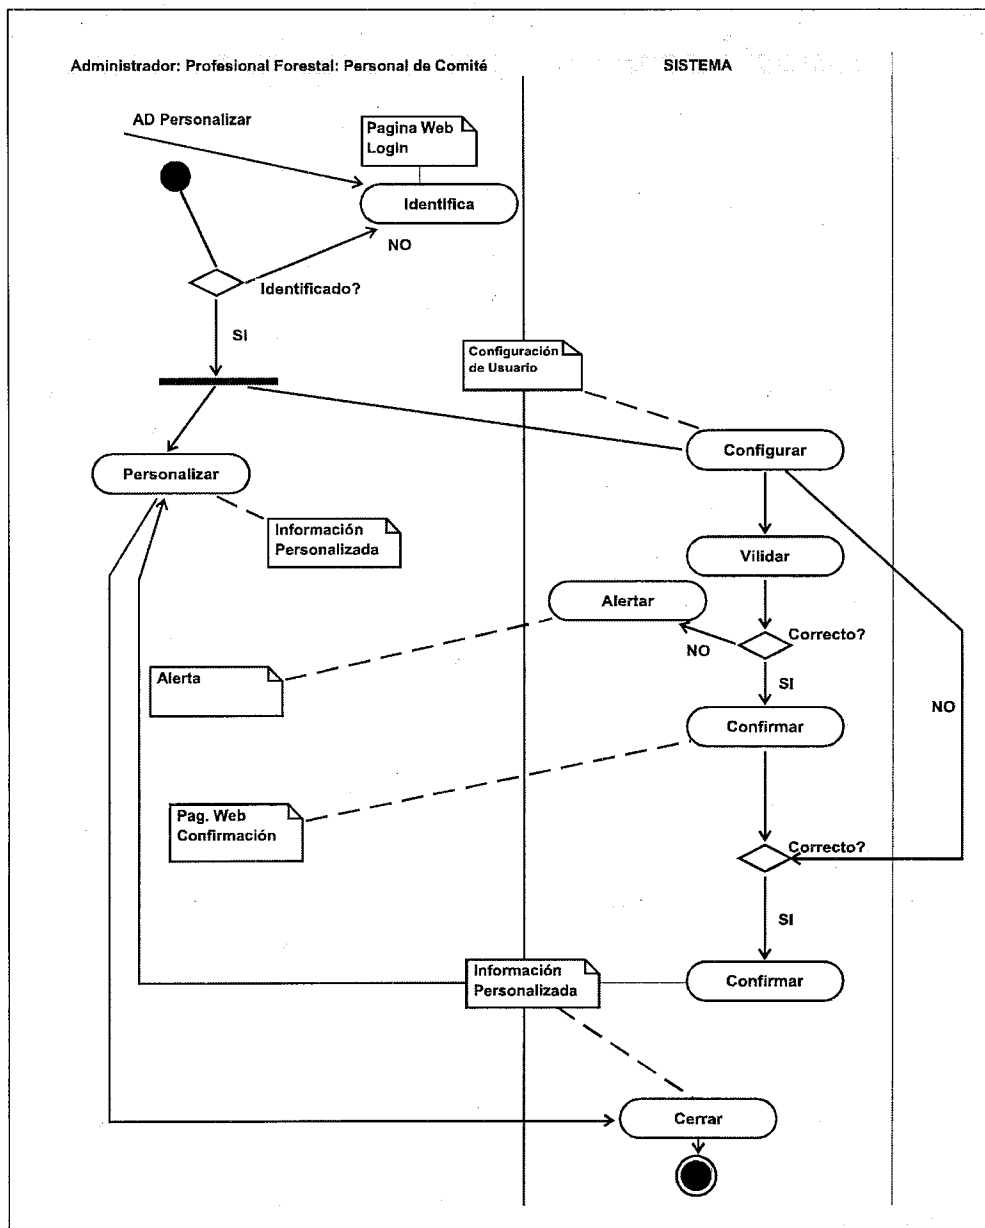 Administrador: Profesional Forestal: Personal de Comité
SISTEMA
AD Personalizar
Pagina Web
Login
Identifica
NO
Identificado?
SI
Configuración
de Usuario
Configurar
Personalizar
Información
Personalizada
Vilidar
Alertar
Correcto?
NO
SI
Alerta
Confirmar
NO
Pag. Web
Confirmación
Correcto?
SI
Información
Personalizada
Confirmar
Cerrar